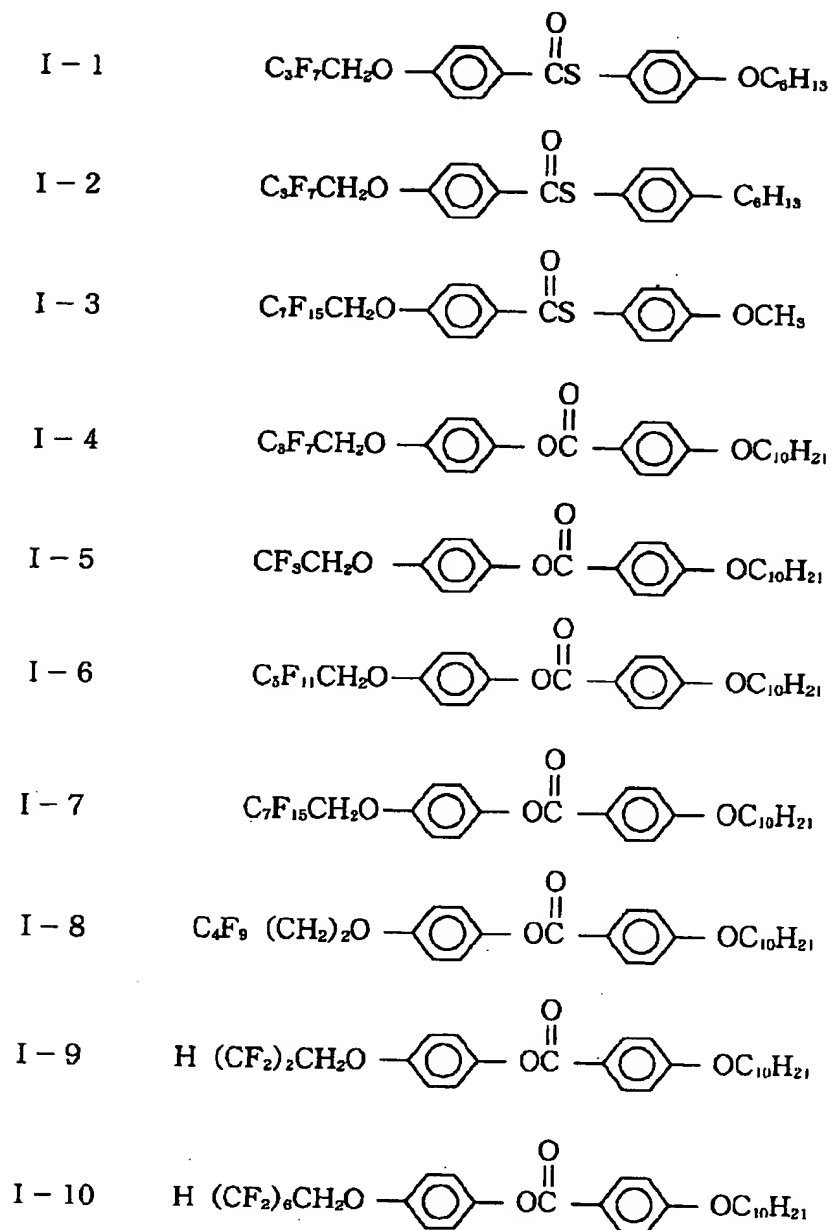 I - 1 C₃F₇CH₂O O || CS OC₆H₁₃
I - 2 C₃F₇CH₂O O || CS C₆H₁₃
I - 3 C₇F₁₅CH₂O O || CS OCH₃
I - 4 C₃F₇CH₂O O || OC OC₁₀H₂₁
I - 5 CF₃CH₂O O || OC OC₁₀H₂₁
I - 6 C₅F₁₁CH₂O O || OC OC₁₀H₂₁
I - 7 C₇F₁₅CH₂O O || OC OC₁₀H₂₁
I - 8 C₄F₉ (CH₂)₂O O || OC OC₁₀H₂₁
I - 9 H (CF₂)₂CH₂O O || OC OC₁₀H₂₁
I - 10 H (CF₂)₆CH₂O O || OC OC₁₀H₂₁